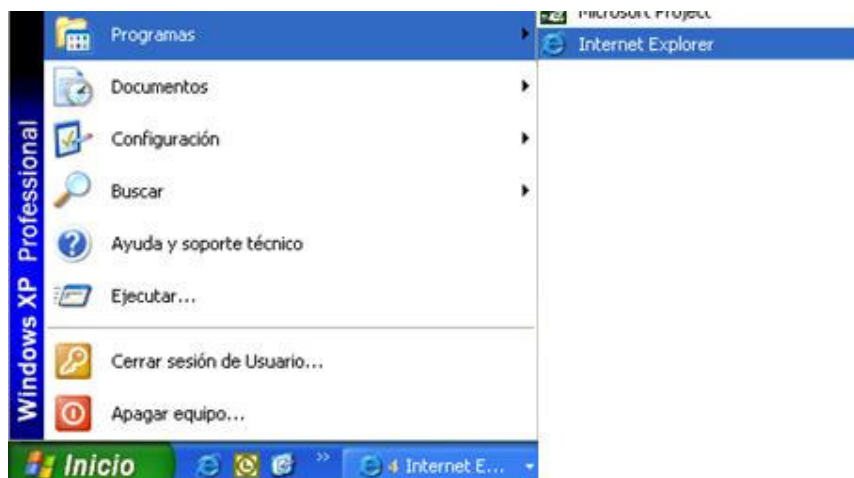 Microsoft Project
Programas
Internet Explorer
Documentos
Configuración
Buscar
Ayuda y soporte técnico
Ejecutar...
Cerrar sesión de Usuario...
Apagar equipo...
Windows XP Professional
Inicio
4 Internet E...